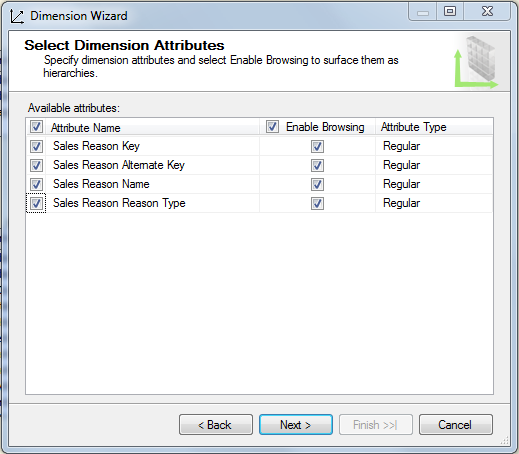 Dimension Wizard
Select Dimension Attributes
Specify dimension attributes and select Enable Browsing to surface them as
hierarchies.
Available attributes:
Attribute Name Enable Browsing Attribute Type
Sales Reason Key Regular
Sales Reason Alternate Key Regular
Sales Reason Name Regular
Sales Reason Reason Type Regular
< Back Next > Finish >>| Cancel